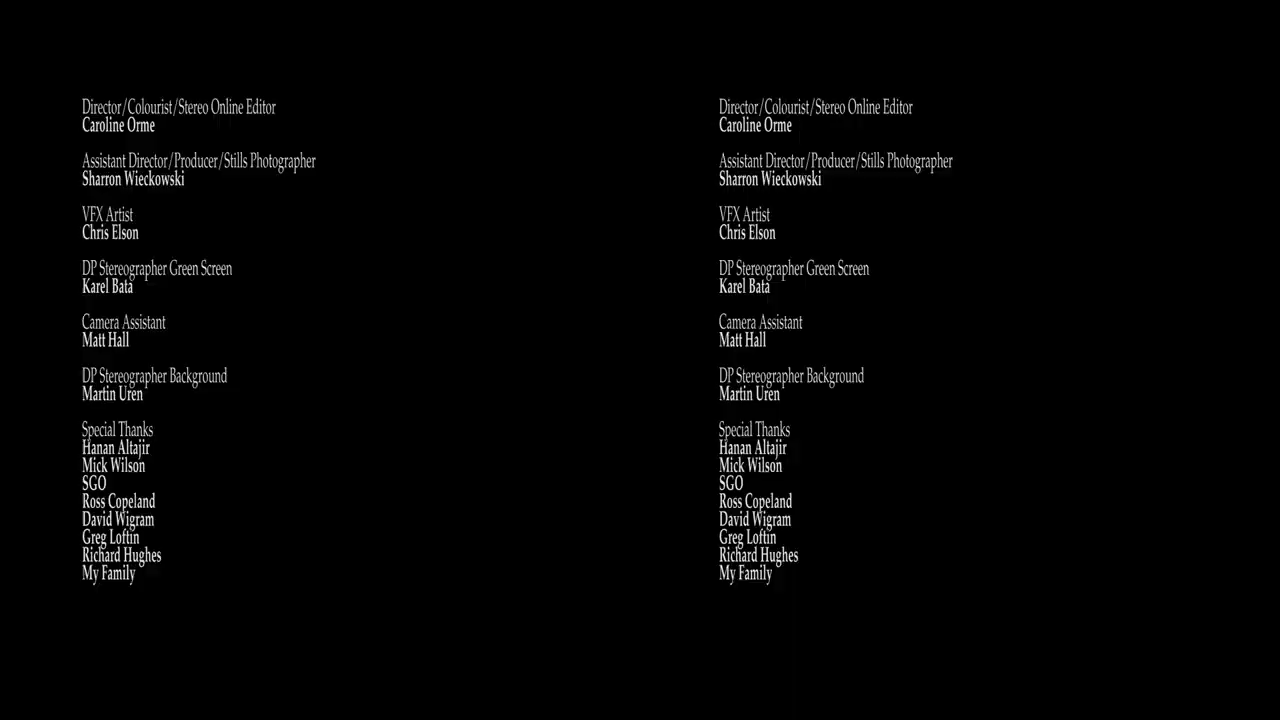 Director/Colourist/Stereo Online Editor
Caroline Orme
Assistant Director/Producer/Stills Photographer
Sharron Wieckowski
VFX Artist
Chris Elson
DP Stereographer Green Screen
Karel Bata
Camera Assistant
Matt Hall
DP Stereographer Background
Martin Uren
Special Thanks
Hanan Altajir
Mick Wilson
SGO
Ross Copeland
David Wigram
Greg Loftin
Richard Hughes
My Family
Director/Colourist/Stereo Online Editor
Caroline Orme
Assistant Director/Producer/Stills Photographer
Sharron Wieckowski
VFX Artist
Chris Elson
DP Stereographer Green Screen
Karel Bata
Camera Assistant
Matt Hall
DP Stereographer Background
Martin Uren
Special Thanks
Hanan Altajir
Mick Wilson
SGO
Ross Copeland
David Wigram
Greg Loftin
Richard Hughes
My Family